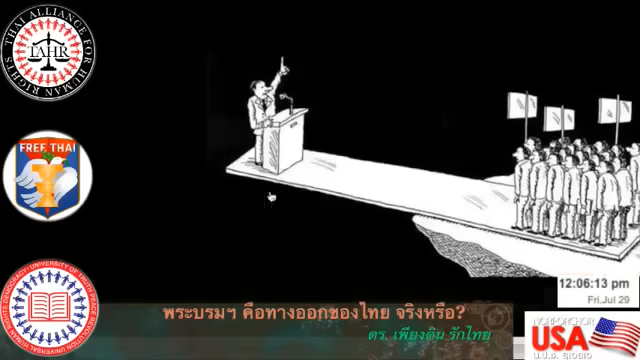 THAI ALLIANCE FOR HUMAN RIGHTS
TAHR
FREE THAI
12:06:13 pm
Fri,Jul 29
พระบรมฯ คือทางออกของไทย จริงหรือ?
ดร. เพียงดิน รักไทย
NORPORCHOR
USA